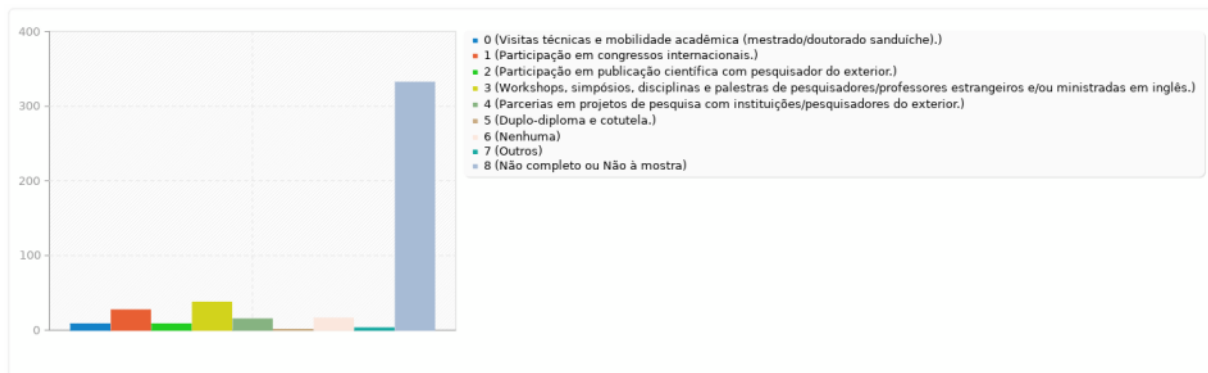 400
300
200
100
0
0 (Visitas técnicas e mobilidade acadêmica (mestrado/doutorado sanduíche).)
1 (Participação em congressos internacionais.)
2 (Participação em publicação científica com pesquisador do exterior.)
3 (Workshops, simpósios, disciplinas e palestras de pesquisadores/professores estrangeiros e/ou ministradas em inglês.)
4 (Parcerias em projetos de pesquisa com instituições/pesquisadores do exterior.)
5 (Duplo-diploma e cotutela.)
6 (Nenhuma)
7 (Outros)
8 (Não completo ou Não à mostra)